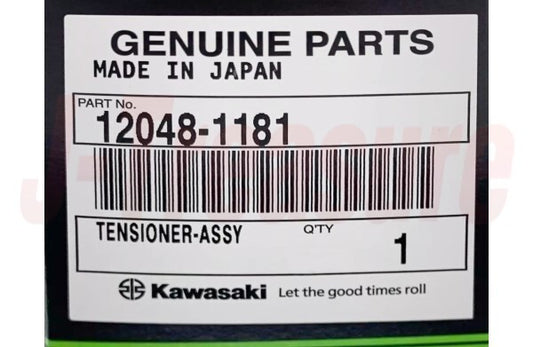 GENUINE PARTS
MADE IN JAPAN
PART No.
12048-1181
TENSIONER-ASSY Q'TY 1
Kawasaki Let the good times roll